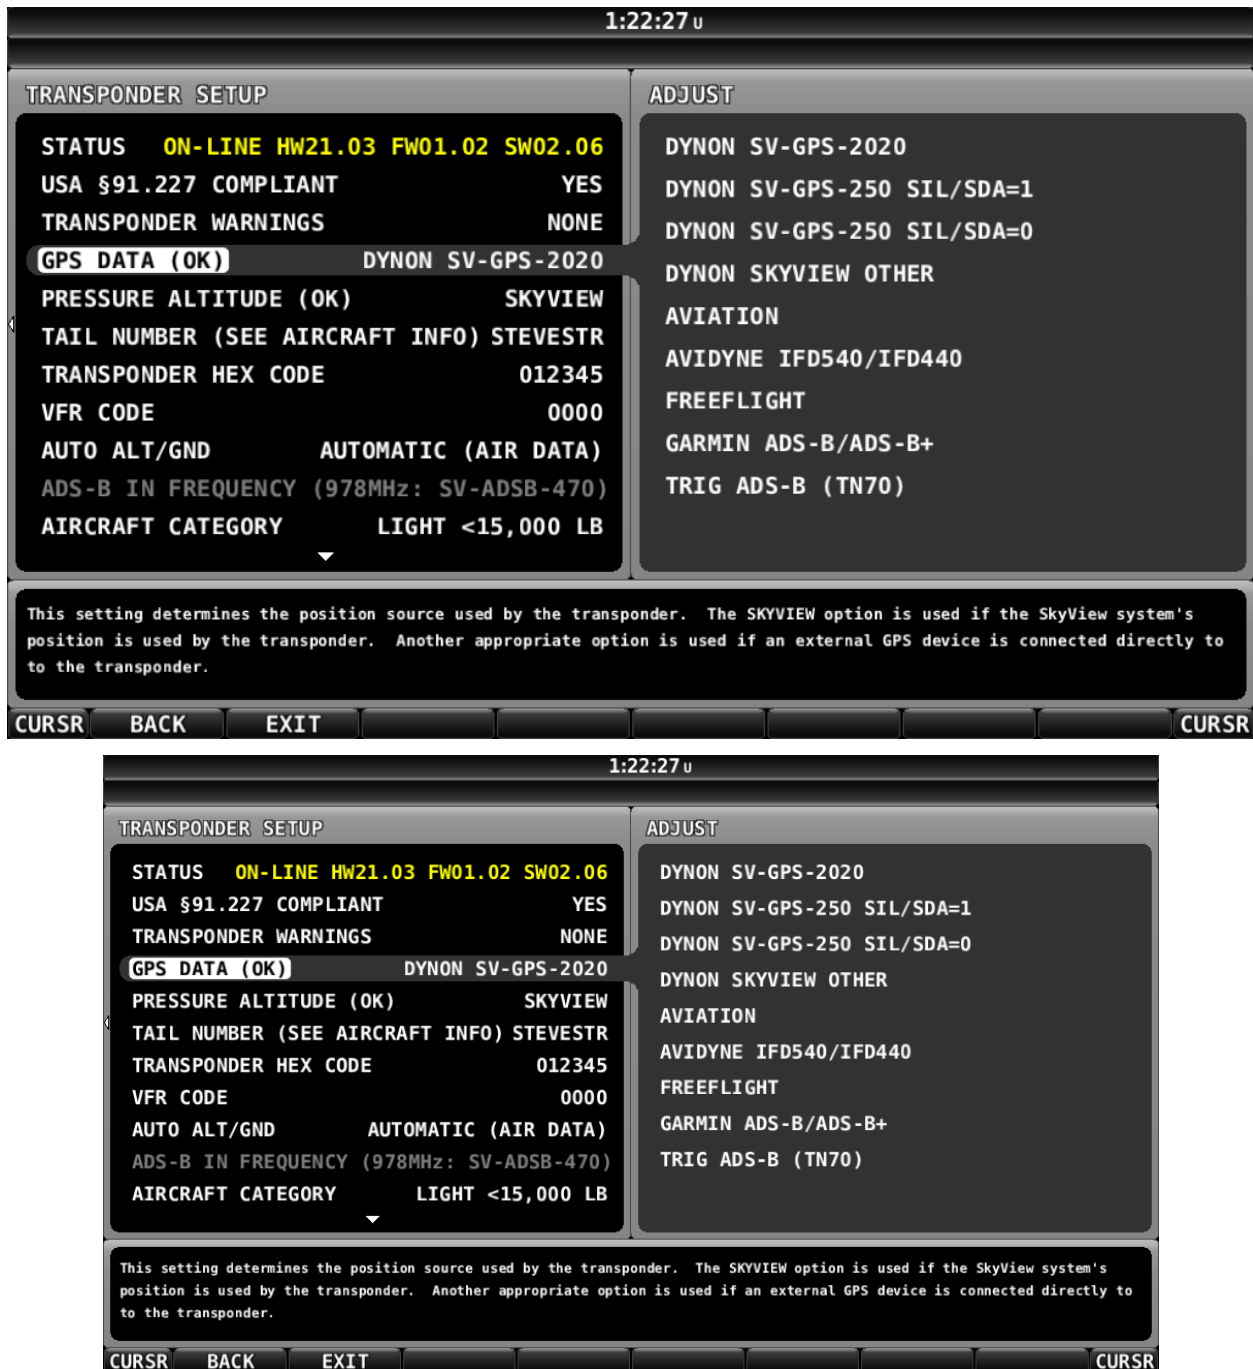 1:22:27 U
TRANSPONDER SETUP
STATUS ON-LINE HW21.03 FW01.02 SW02.06
USA §91.227 COMPLIANT YES
TRANSPONDER WARNINGS NONE
GPS DATA (OK) DYNON SV-GPS-2020
PRESSURE ALTITUDE (OK) SKYVIEW
TAIL NUMBER (SEE AIRCRAFT INFO) STEVESTR
TRANSPONDER HEX CODE 012345
VFR CODE 0000
AUTO ALT/GND AUTOMATIC (AIR DATA)
ADS-B IN FREQUENCY (978MHz: SV-ADSB-470)
AIRCRAFT CATEGORY LIGHT <15,000 LB
ADJUST
DYNON SV-GPS-2020
DYNON SV-GPS-250 SIL/SDA=1
DYNON SV-GPS-250 SIL/SDA=0
DYNON SKYVIEW OTHER
AVIATION
AVIDYNE IFD540/IFD440
FREEFLIGHT
GARMIN ADS-B/ADS-B+
TRIG ADS-B (TN70)
This setting determines the position source used by the transponder. The SKYVIEW option is used if the SkyView system's
position is used by the transponder. Another appropriate option is used if an external GPS device is connected directly to
to the transponder.
CURSR BACK EXIT CURSR
1:22:27 U
TRANSPONDER SETUP
STATUS ON-LINE HW21.03 FW01.02 SW02.06
USA §91.227 COMPLIANT YES
TRANSPONDER WARNINGS NONE
GPS DATA (OK) DYNON SV-GPS-2020
PRESSURE ALTITUDE (OK) SKYVIEW
TAIL NUMBER (SEE AIRCRAFT INFO) STEVESTR
TRANSPONDER HEX CODE 012345
VFR CODE 0000
AUTO ALT/GND AUTOMATIC (AIR DATA)
ADS-B IN FREQUENCY (978MHz: SV-ADSB-470)
AIRCRAFT CATEGORY LIGHT <15,000 LB
ADJUST
DYNON SV-GPS-2020
DYNON SV-GPS-250 SIL/SDA=1
DYNON SV-GPS-250 SIL/SDA=0
DYNON SKYVIEW OTHER
AVIATION
AVIDYNE IFD540/IFD440
FREEFLIGHT
GARMIN ADS-B/ADS-B+
TRIG ADS-B (TN70)
This setting determines the position source used by the transponder. The SKYVIEW option is used if the SkyView system's
position is used by the transponder. Another appropriate option is used if an external GPS device is connected directly to
to the transponder.
CURSR BACK EXIT CURSR